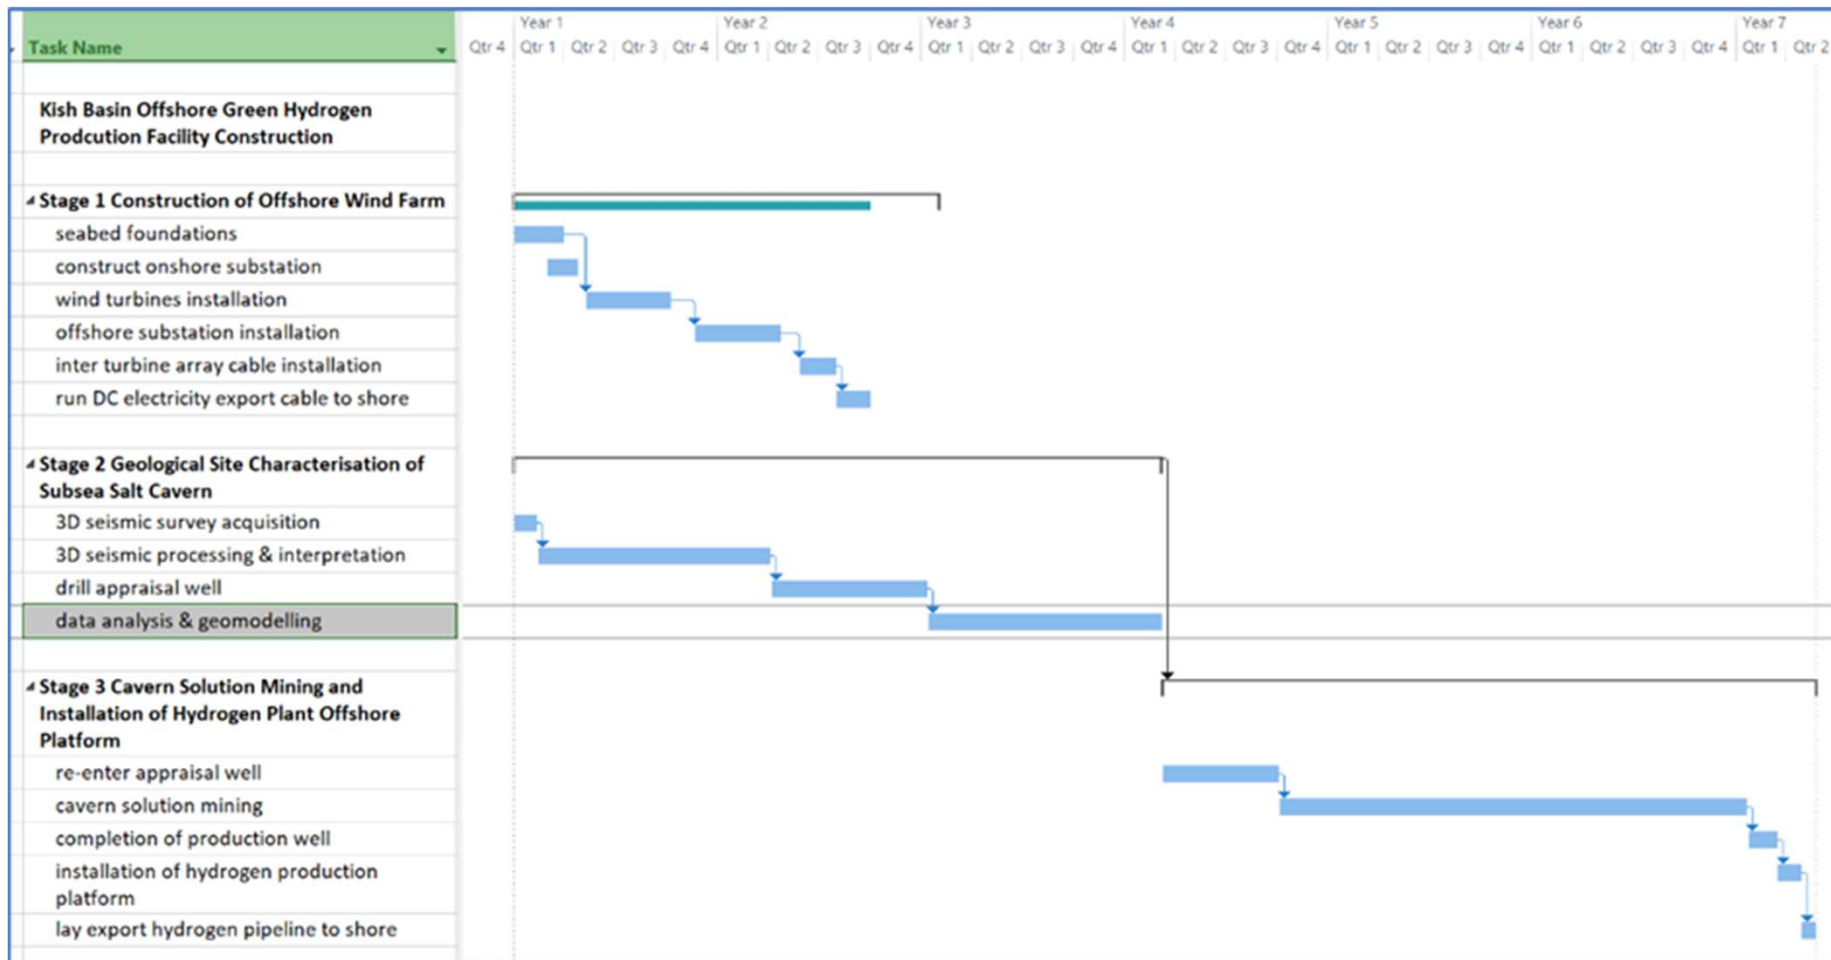 Year 1 Year 2 Year 3 Year 4 Year 5 Year 6 Year 7
Task Name Qtr 4 Qtr 1 Qtr 2 Qtr 3 Qtr 4 Qtr 1 Qtr 2 Qtr 3 Qtr 4 Qtr 1 Qtr 2 Qtr 3 Qtr 4 Qtr 1 Qtr 2 Qtr 3 Qtr 4 Qtr 1 Qtr 2 Qtr 3 Qtr 4 Qtr 1 Qtr 2 Qtr 3 Qtr 4 Qtr 1 Qtr 2
Kish Basin Offshore Green Hydrogen
Prodcution Facility Construction
Stage 1 Construction of Offshore Wind Farm
seabed foundations
construct onshore substation
wind turbines installation
offshore substation installation
inter turbine array cable installation
run DC electricity export cable to shore
Stage 2 Geological Site Characterisation of
Subsea Salt Cavern
3D seismic survey acquisition
3D seismic processing & interpretation
drill appraisal well
data analysis & geomodelling
Stage 3 Cavern Solution Mining and
Installation of Hydrogen Plant Offshore
Platform
re-enter appraisal well
cavern solution mining
completion of production well
installation of hydrogen production
platform
lay export hydrogen pipeline to shore